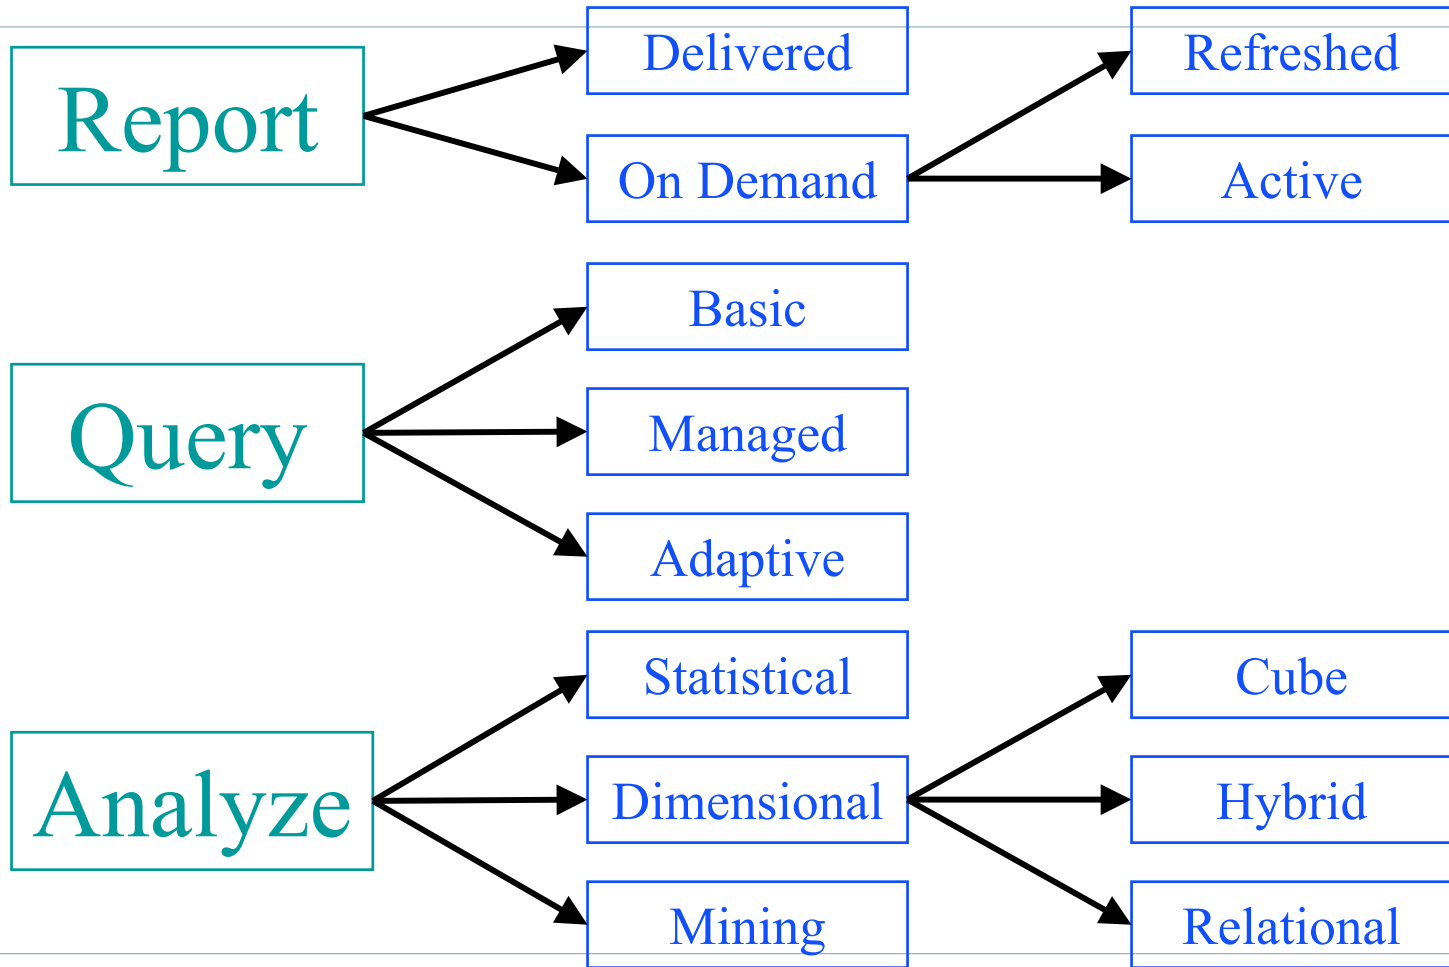 Report
Delivered
On Demand
Refreshed
Active
Query
Basic
Managed
Adaptive
Analyze
Statistical
Dimensional
Mining
Cube
Hybrid
Relational